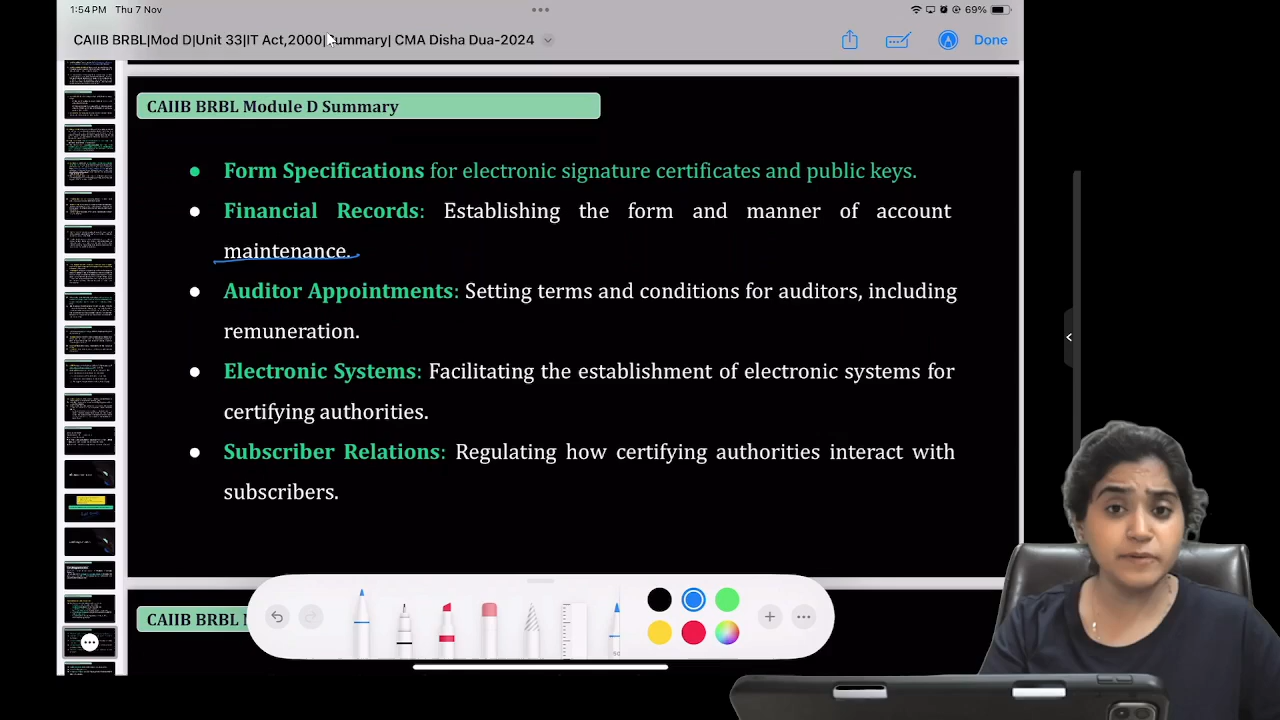 1:54 PM Thu 7 Nov
69%
CAIIB BRBL|Mod D|Unit 33|IT Act,2000|Summary| CMA Disha Dua-2024
Done
CAIIB BRBL Module D Summary
● Form Specifications for electronic signature certificates and public keys.
● Financial Records: Establishing the form and manner of account
maintenance.
● Auditor Appointments: Setting terms and conditions for auditors, including
remuneration.
● Electronic Systems: Facilitating the establishment of electronic systems for
certifying authorities.
● Subscriber Relations: Regulating how certifying authorities interact with
subscribers.
CAIIB BRBL